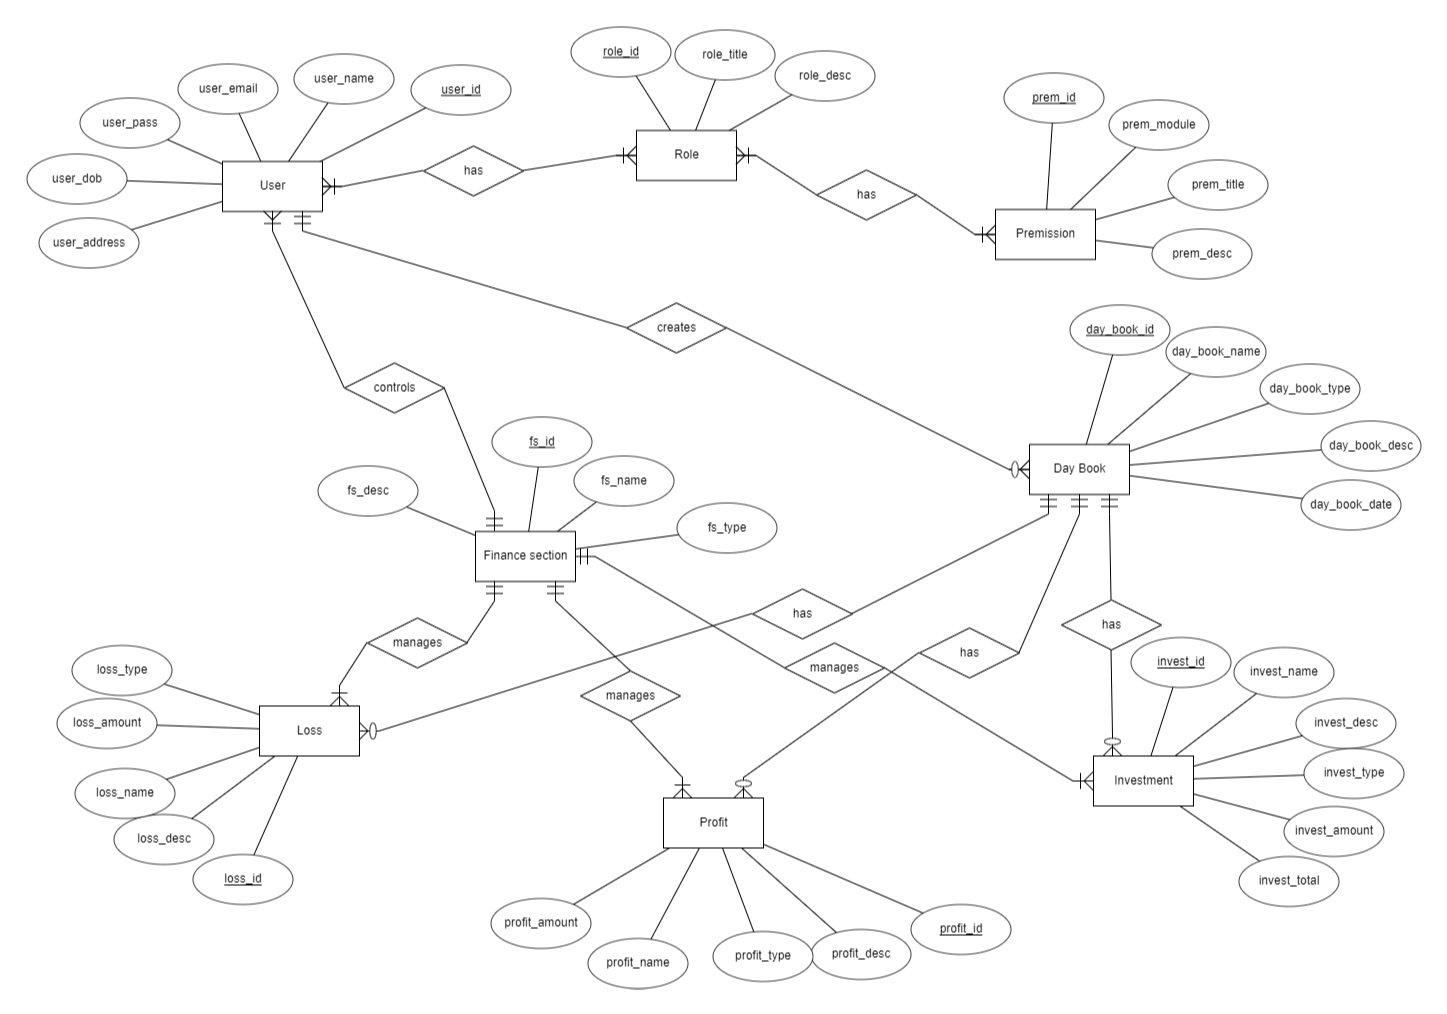 role_id
role_title
role_desc
user_name
user_email
user_id
prem_id
user_pass
prem_module
Role
has
has
user_dob
User
prem_title
Premission
user_address
prem_desc
creates
day_book_id
day_book_name
controls
day_book_type
fs_id
day_book_desc
Day Book
fs_name
fs_desc
day_book_date
fs_type
Finance section
has
has
manages
has
manages
invest_id
loss_type
invest_name
manages
loss_amount
Loss
invest_desc
invest_type
Investment
loss_name
Profit
invest_amount
loss_desc
loss_id
invest_total
profit_amount
profit_id
profit_name
profit_type
profit_desc